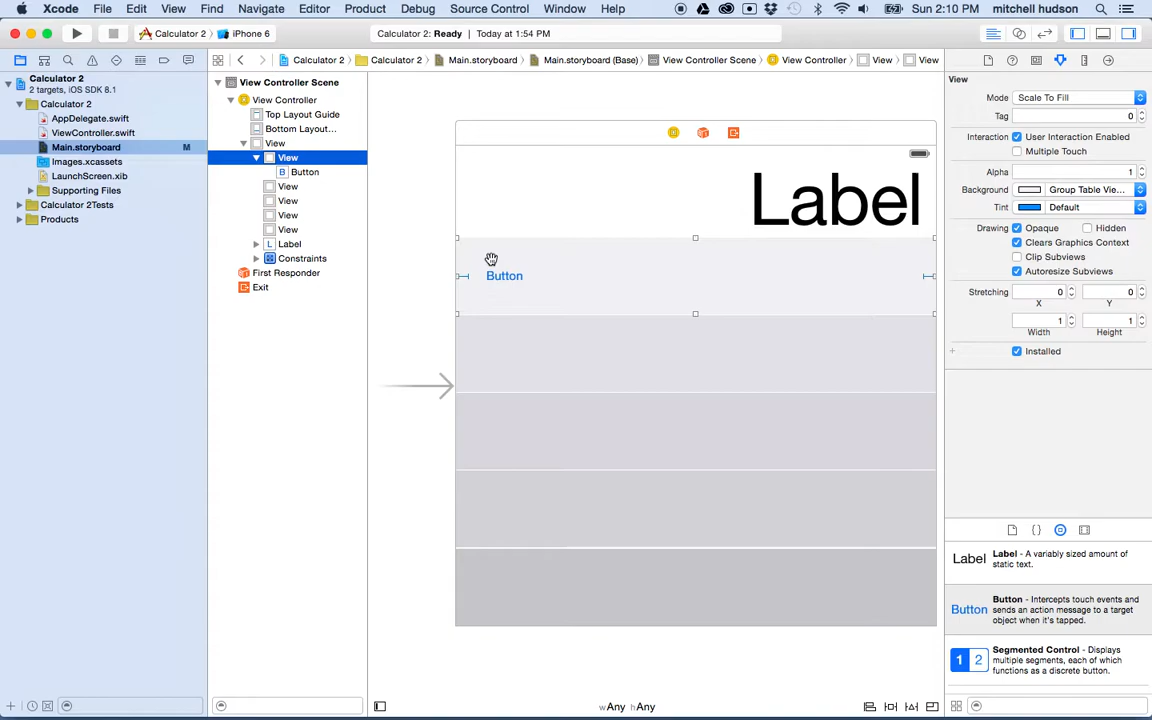 Xcode File Edit View Find Navigate Editor Product Debug Source Control Window Help Sun 2:10 PM mitchell hudson
Calculator 2 iPhone 6 Calculator 2: Ready Today at 1:54 PM
Calculator 2 Calculator 2 Main.storyboard Main.storyboard (Base) View Controller Scene View Controller View View
Calculator 2
2 targets, iOS SDK 8.1
Calculator 2
AppDelegate.swift
ViewController.swift
Main.storyboard M
Images.xcassets
LaunchScreen.xib
Supporting Files
Calculator 2Tests
Products
View Controller Scene
View Controller
Top Layout Guide
Bottom Layout...
View
View
B Button
View
View
View
View
L Label
Constraints
First Responder
Exit
Label
Button
wAny hAny
View
Mode Scale To Fill
Tag 0
Interaction User Interaction Enabled
Multiple Touch
Alpha 1
Background Group Table Vie...
Tint Default
Drawing Opaque Hidden
Clears Graphics Context
Clip Subviews
Autoresize Subviews
Stretching 0 0
X Y
1 1
Width Height
+ Installed
Label Label - A variably sized amount of
static text.
Button Button - Intercepts touch events and
sends an action message to a target
object when it's tapped.
1 2 Segmented Control - Displays
multiple segments, each of which
functions as a discrete button.